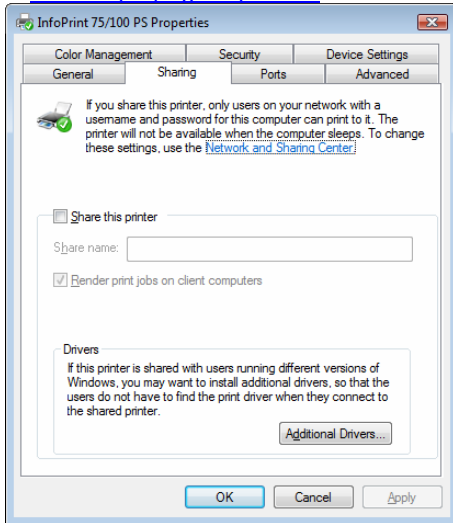 InfoPrint 75/100 PS Properties
Color Management
Security
Device Settings
General
Sharing
Ports
Advanced
If you share this printer, only users on your network with a
username and password for this computer can print to it. The
printer will not be available when the computer sleeps. To change
these settings, use the Network and Sharing Center.
Share this printer
Share name:
Render print jobs on client computers
Drivers
If this printer is shared with users running different versions of
Windows, you may want to install additional drivers, so that the
users do not have to find the print driver when they connect to
the shared printer.
Additional Drivers...
OK
Cancel
Apply